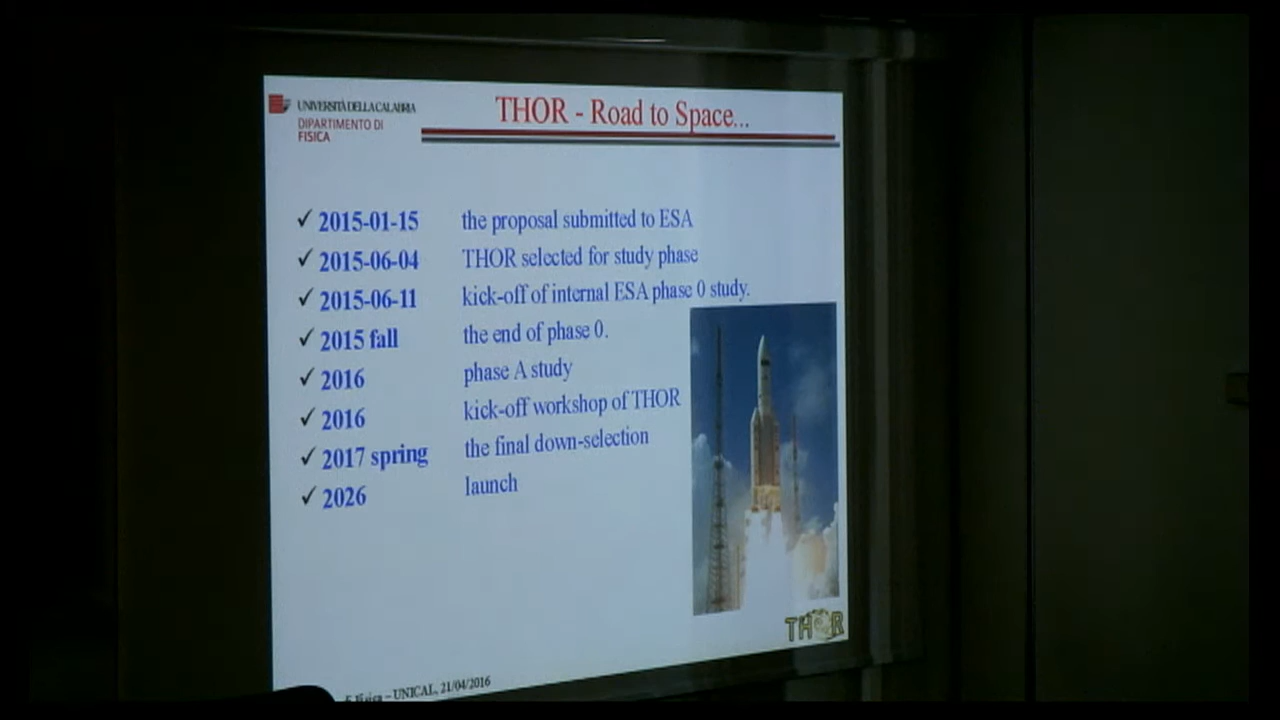 UNIVERSITÀ DELLA CALABRIA
DIPARTIMENTO DI
FISICA
THOR - Road to Space...
✓ 2015-01-15 the proposal submitted to ESA
✓ 2015-06-04 THOR selected for study phase
✓ 2015-06-11 kick-off of internal ESA phase 0 study.
✓ 2015 fall the end of phase 0.
✓ 2016 phase A study
✓ 2016 kick-off workshop of THOR
✓ 2017 spring the final down-selection
✓ 2026 launch
THOR
Fisica – UNICAL, 21/04/2016